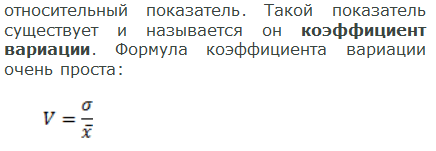 относительный показатель. Такой показатель
существует и называется он коэффициент
вариации. Формула коэффициента вариации
очень проста:
V = σ / x̄